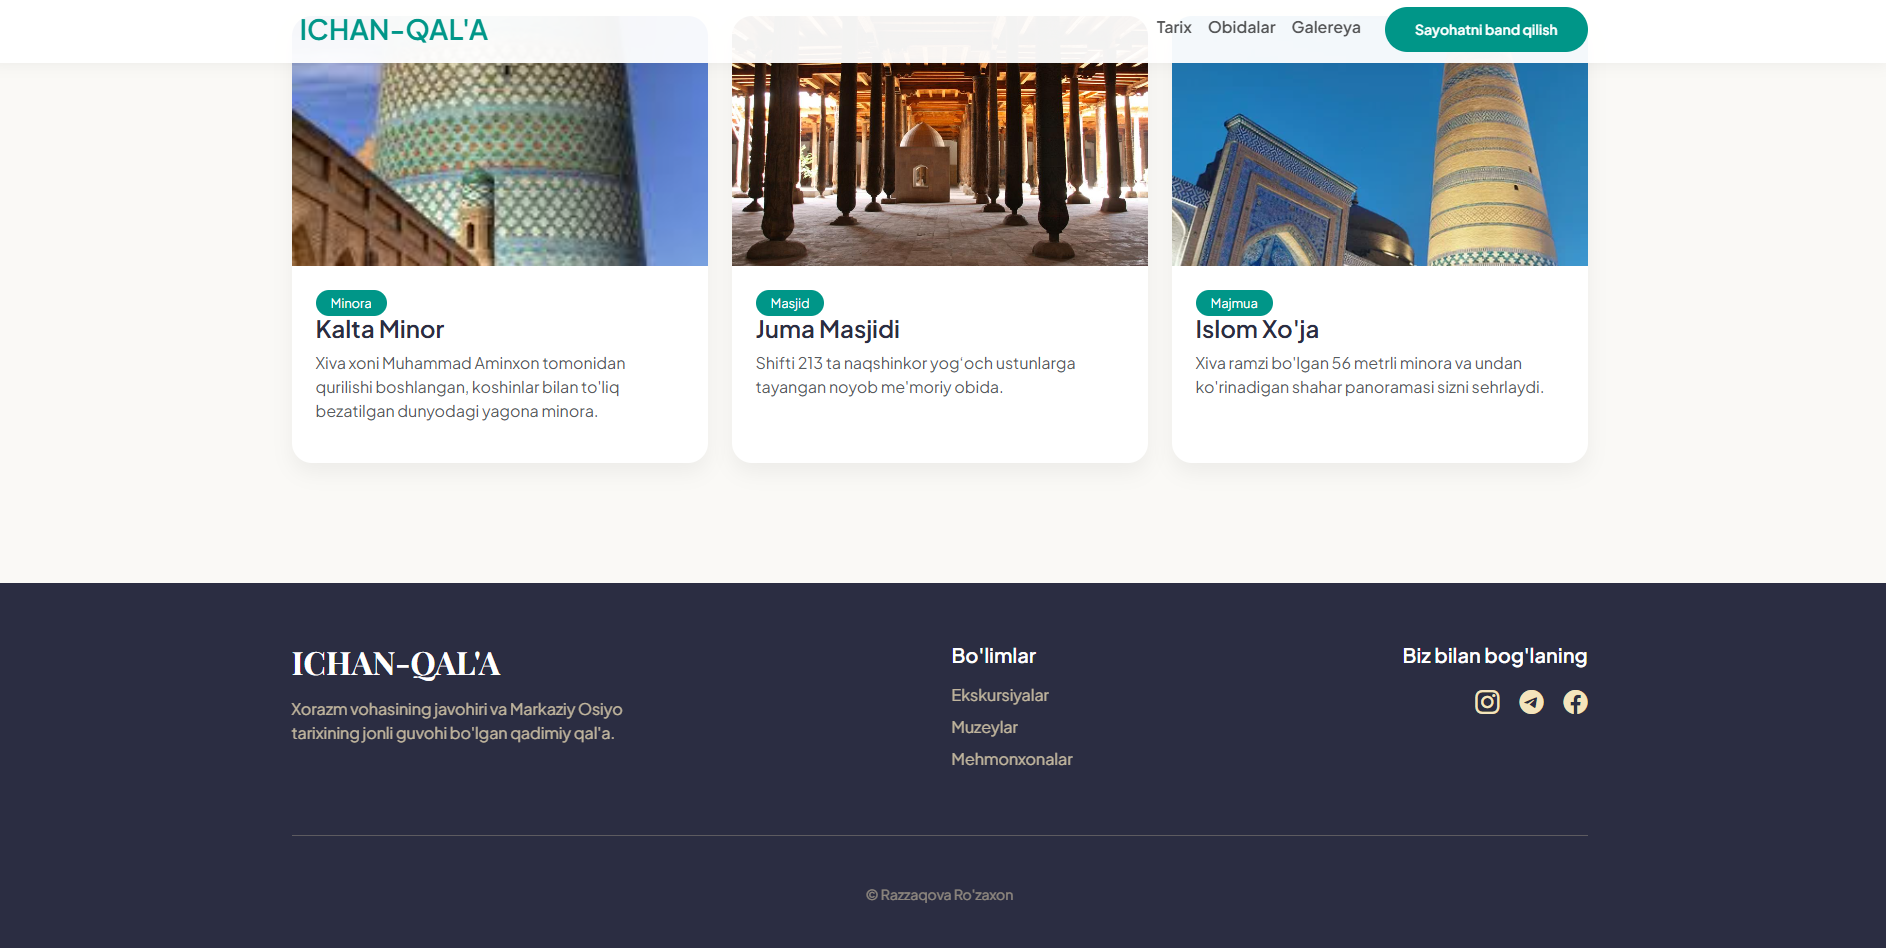 ICHAN-QAL'A
Tarix Obidalar Galereya Sayohatni band qilish
Minora
Kalta Minor
Xiva xoni Muhammad Aminxon tomonidan
qurilishi boshlangan, koshinlar bilan to'liq
bezatilgan dunyodagi yagona minora.
Masjid
Juma Masjidi
Shifti 213 ta naqshinkor yog‘och ustunlarga
tayangan noyob me'moriy obida.
Majmua
Islom Xo'ja
Xiva ramzi bo'lgan 56 metrli minora va undan
ko'rinadigan shahar panoramasi sizni sehrlaydi.
ICHAN-QAL'A
Xorazm vohasining javohiri va Markaziy Osiyo
tarixining jonli guvohi bo'lgan qadimiy qal'a.
Bo'limlar
Ekskursiyalar
Muzeylar
Mehmonxonalar
Biz bilan bog'laning
© Razzaqova Ro'zaxon